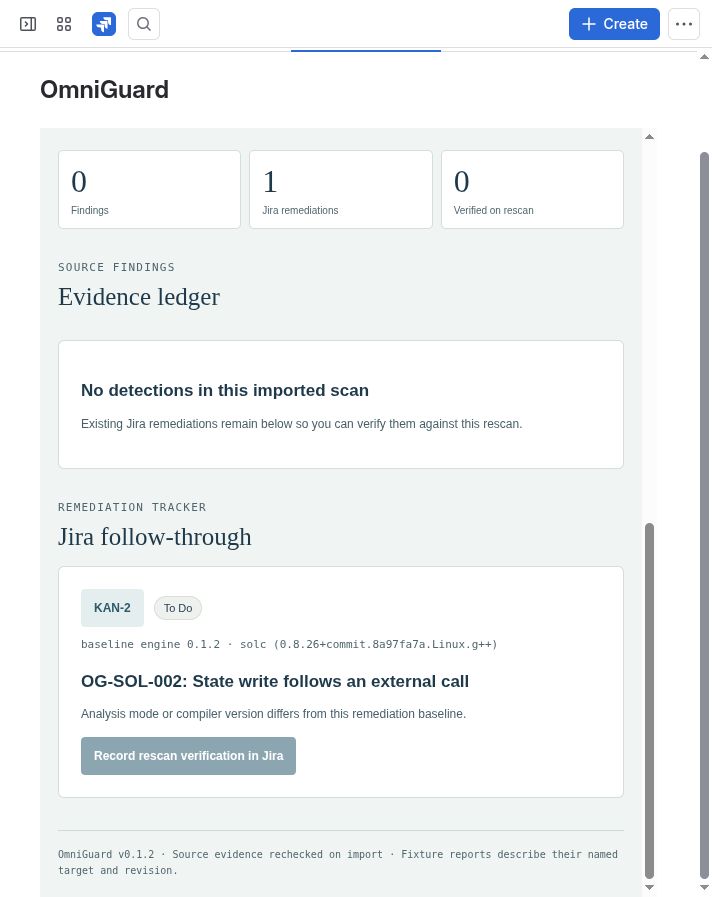 Create
OmniGuard
0
Findings
1
Jira remediations
0
Verified on rescan
SOURCE FINDINGS
Evidence ledger
No detections in this imported scan
Existing Jira remediations remain below so you can verify them against this rescan.
REMEDIATION TRACKER
Jira follow-through
KAN-2
To Do
baseline engine 0.1.2 · solc (0.8.26+commit.8a97fa7a.Linux.g++)
OG-SOL-002: State write follows an external call
Analysis mode or compiler version differs from this remediation baseline.
Record rescan verification in Jira
OmniGuard v0.1.2 · Source evidence rechecked on import · Fixture reports describe their named
target and revision.